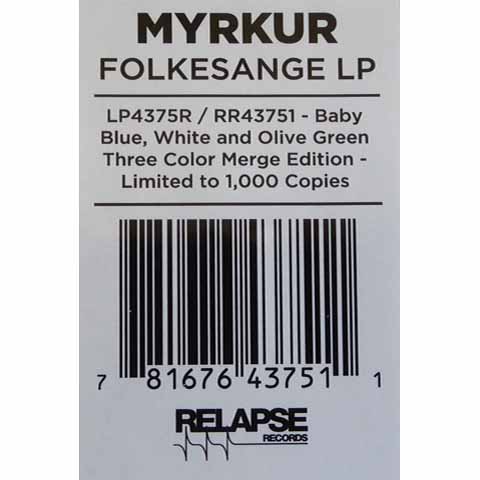 MYRKUR
FOLKESANGE LP
LP4375R / RR43751 - Baby
Blue, White and Olive Green
Three Color Merge Edition -
Limited to 1,000 Copies
7 81676 43751 1
RELAPSE
RECORDS